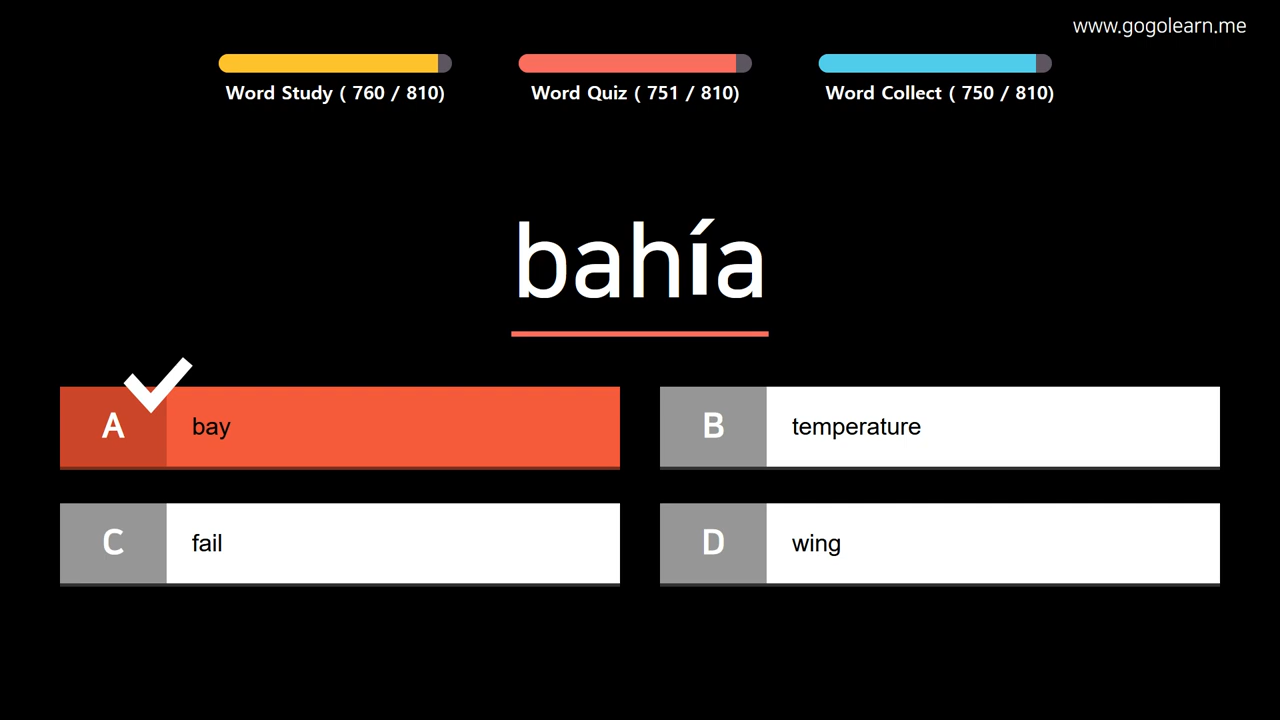 www.gogolearn.me
Word Study ( 760 / 810)
Word Quiz ( 751 / 810)
Word Collect ( 750 / 810)
bahía
A bay
B temperature
C fail
D wing